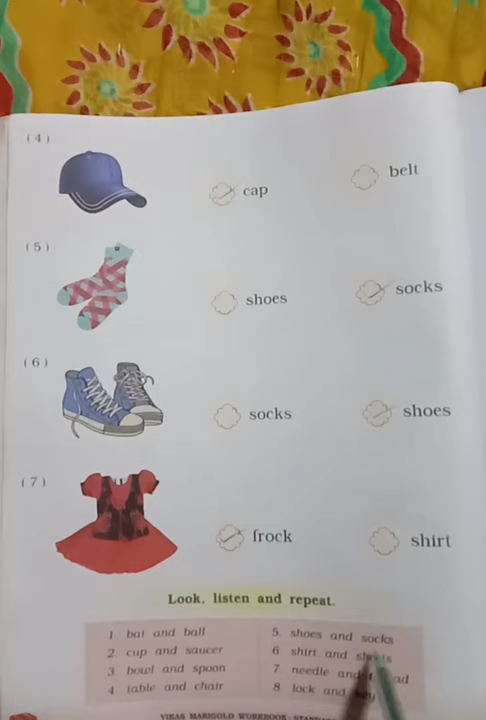 (4)
cap
belt
(5)
shoes
socks
(6)
socks
shoes
(7)
frock
shirt
Look, listen and repeat.
1. bat and ball
2. cup and saucer
3. bowl and spoon
4. table and chair
5. shoes and socks
6. shirt and
7. needle and
8. lock and
VIKAS MARIGOLD WORKBOOK : STANDARD